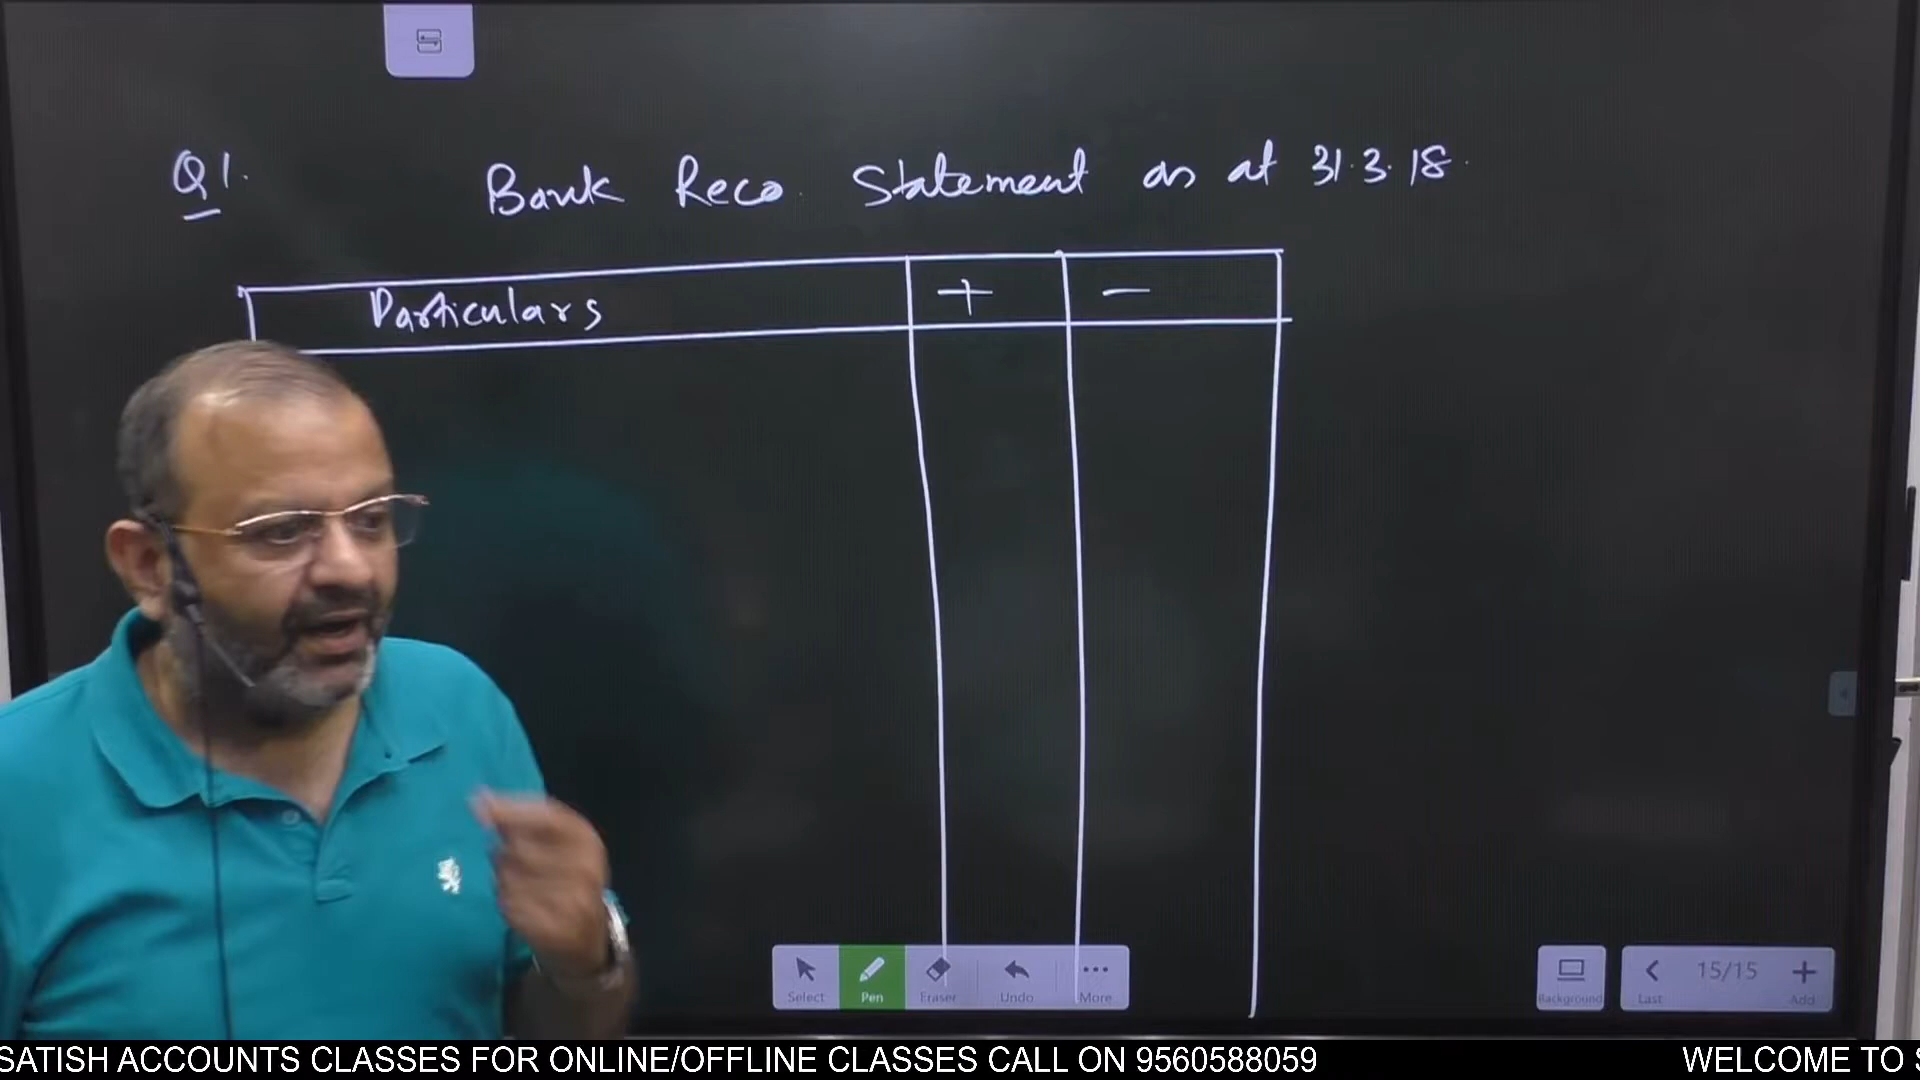 Q1. Bank Reco. Statement as at 31.3.18.
Particulars + -
Select Pen Eraser Undo More
Background Last 15/15 Add
SATISH ACCOUNTS CLASSES FOR ONLINE/OFFLINE CLASSES CALL ON 9560588059 WELCOME TO S